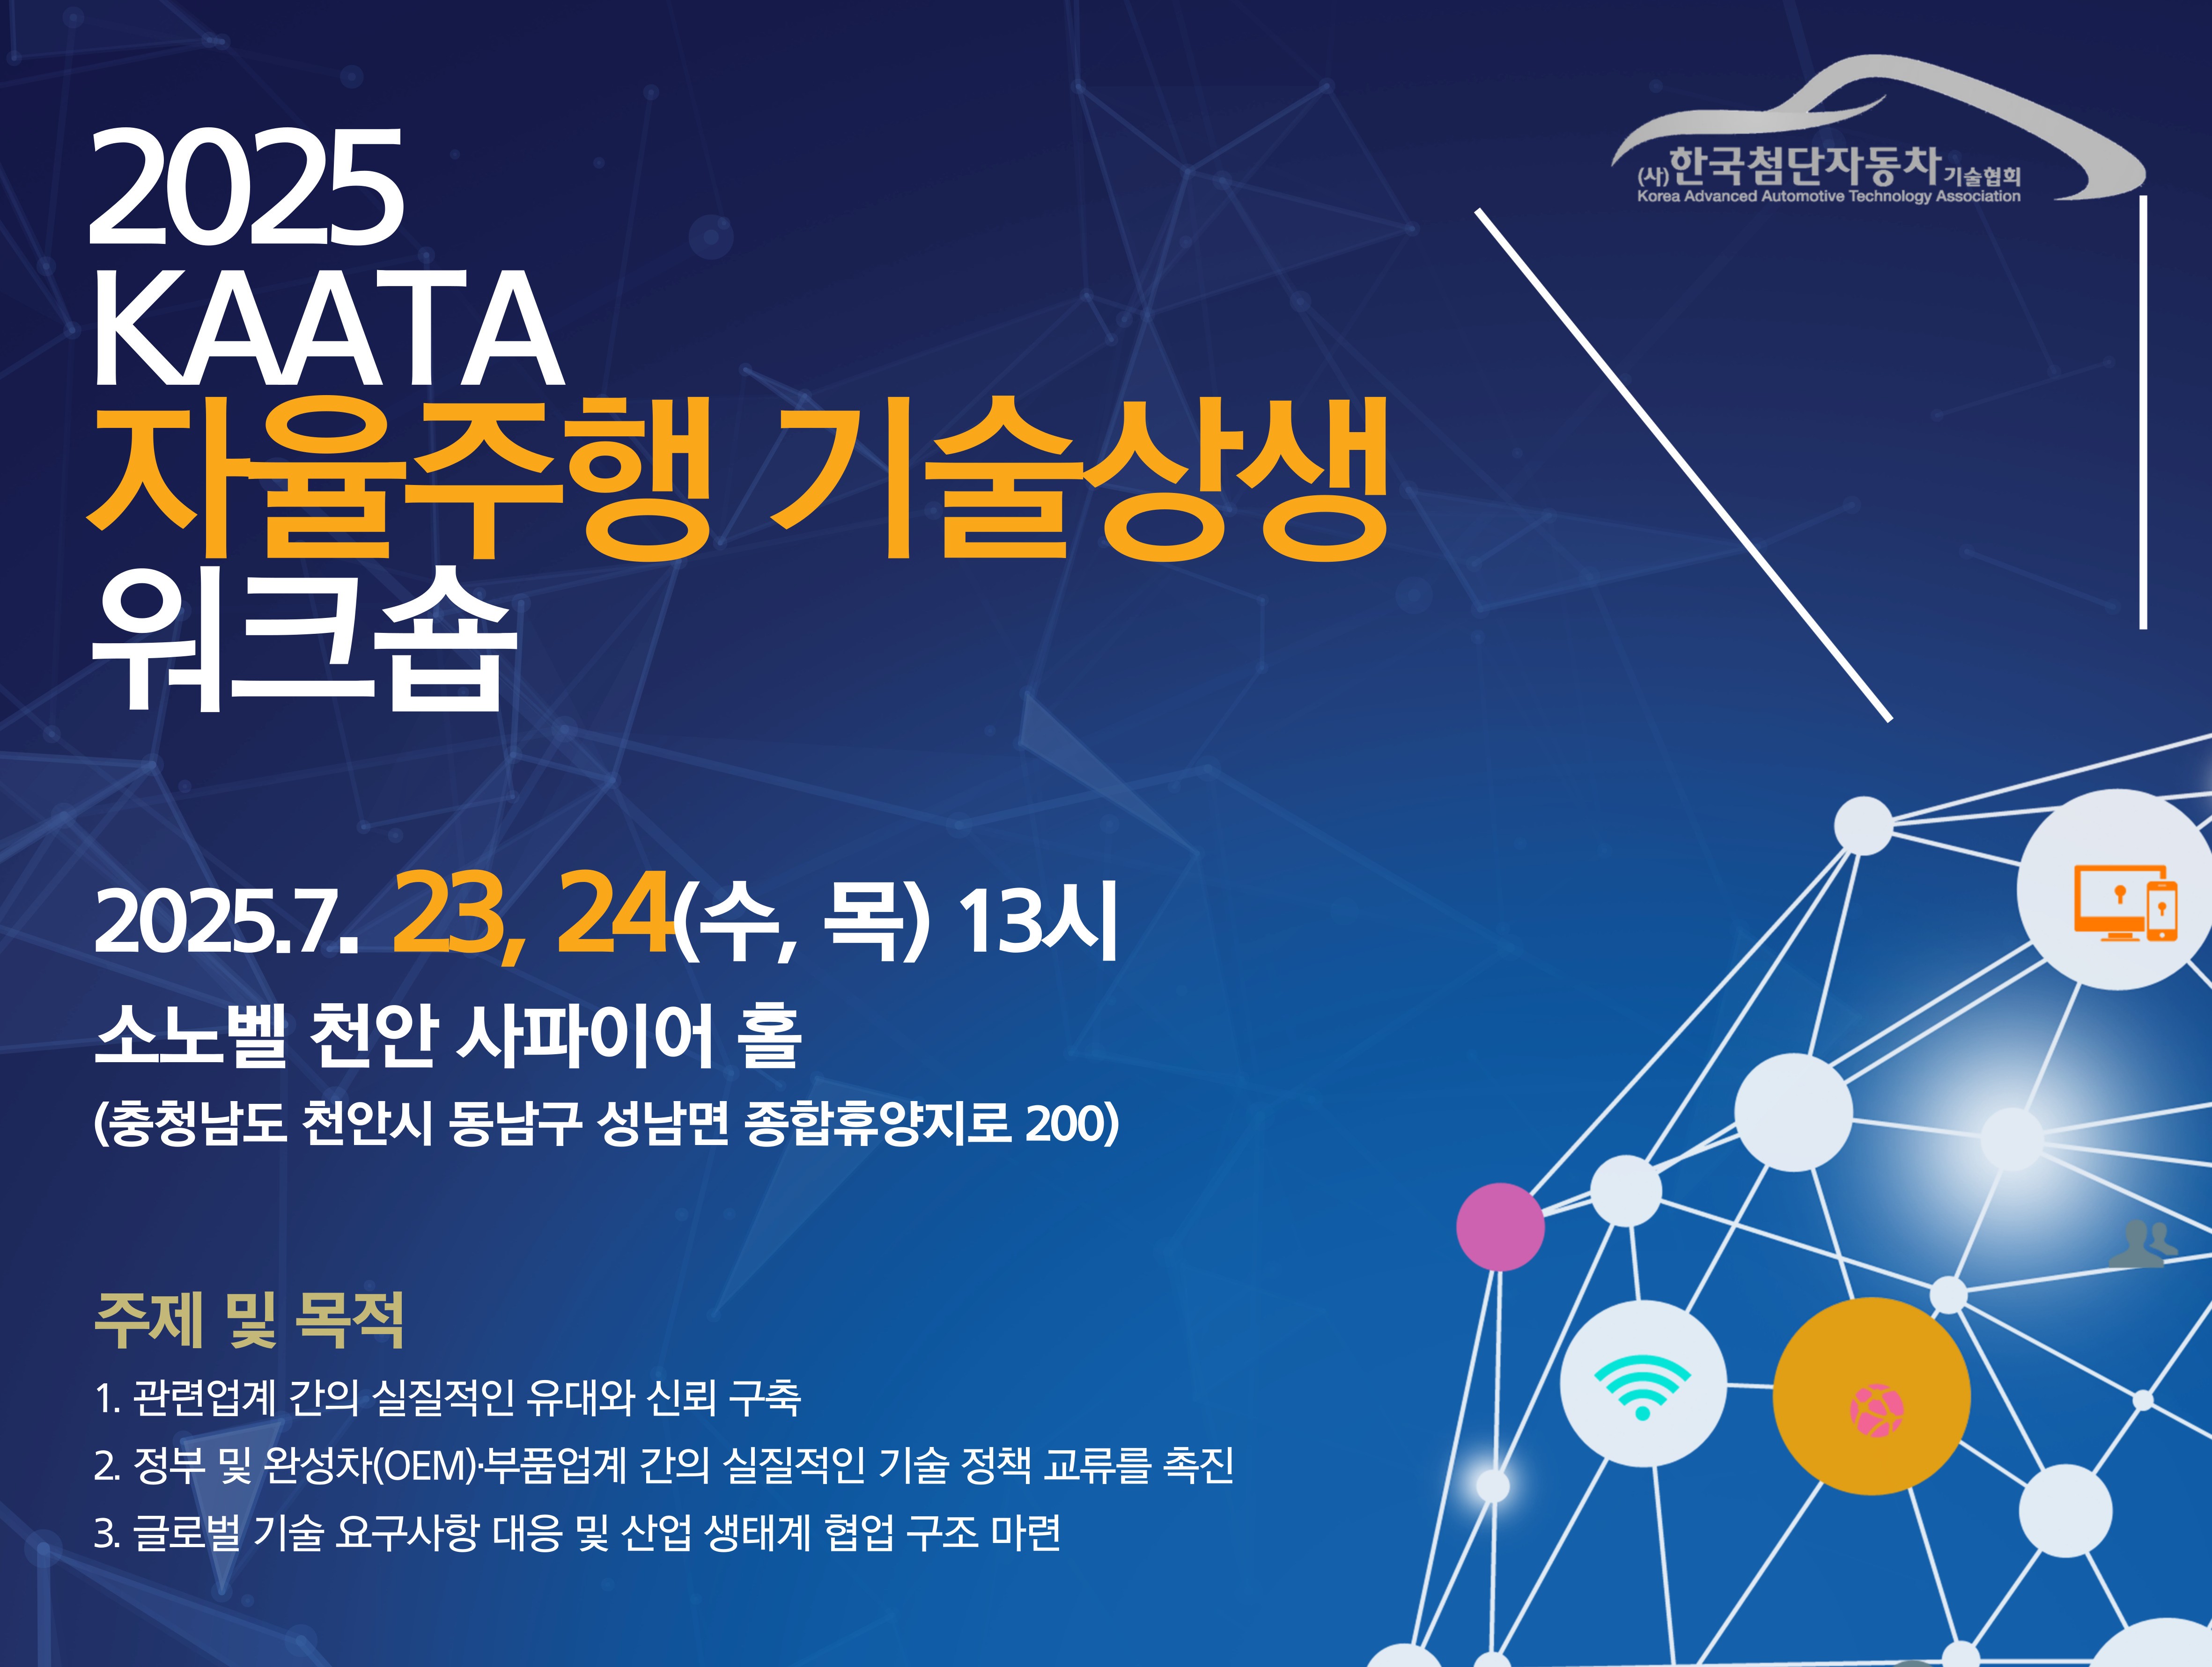 (사)한국첨단자동차기술협회
Korea Advanced Automotive Technology Association
2025
KAATA
자율주행 기술상생
워크숍
2025.7. 23, 24(수, 목) 13시
소노벨 천안 사파이어 홀
(충청남도 천안시 동남구 성남면 종합휴양지로 200)
주제 및 목적
1. 관련업계 간의 실질적인 유대와 신뢰 구축
2. 정부 및 완성차(OEM)·부품업계 간의 실질적인 기술 정책 교류를 촉진
3. 글로벌 기술 요구사항 대응 및 산업 생태계 협업 구조 마련